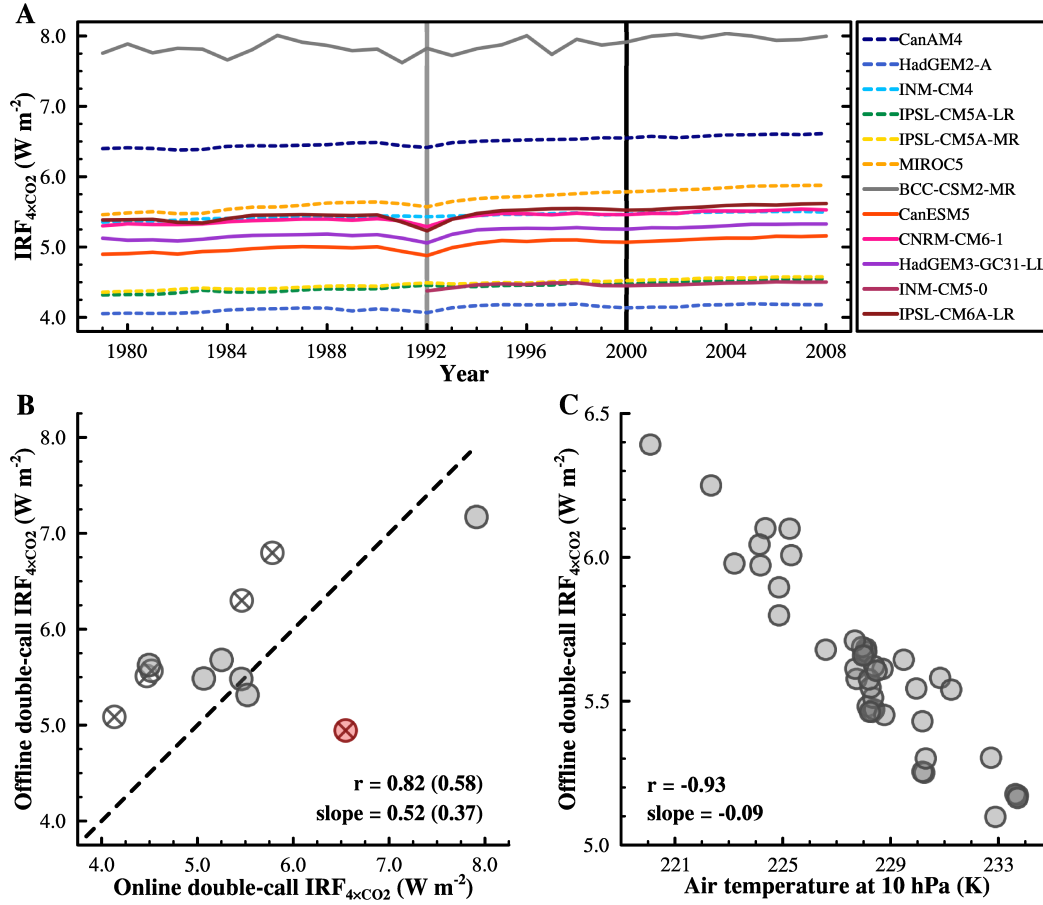 A
IRF4×CO2 (W m-2)
8.0
7.0
6.0
5.0
4.0
1980 1984 1988 1992 1996 2000 2004 2008
Year
CanAM4
HadGEM2-A
INM-CM4
IPSL-CM5A-LR
IPSL-CM5A-MR
MIROC5
BCC-CSM2-MR
CanESM5
CNRM-CM6-1
HadGEM3-GC31-LL
INM-CM5-0
IPSL-CM6A-LR
B
Offline double-call IRF4×CO2 (W m-2)
8.0
7.0
6.0
5.0
4.0
r = 0.82 (0.58)
slope = 0.52 (0.37)
4.0 5.0 6.0 7.0 8.0
Online double-call IRF4×CO2 (W m-2)
C
Offline double-call IRF4×CO2 (W m-2)
6.5
6.0
5.5
5.0
r = -0.93
slope = -0.09
221 225 229 233
Air temperature at 10 hPa (K)